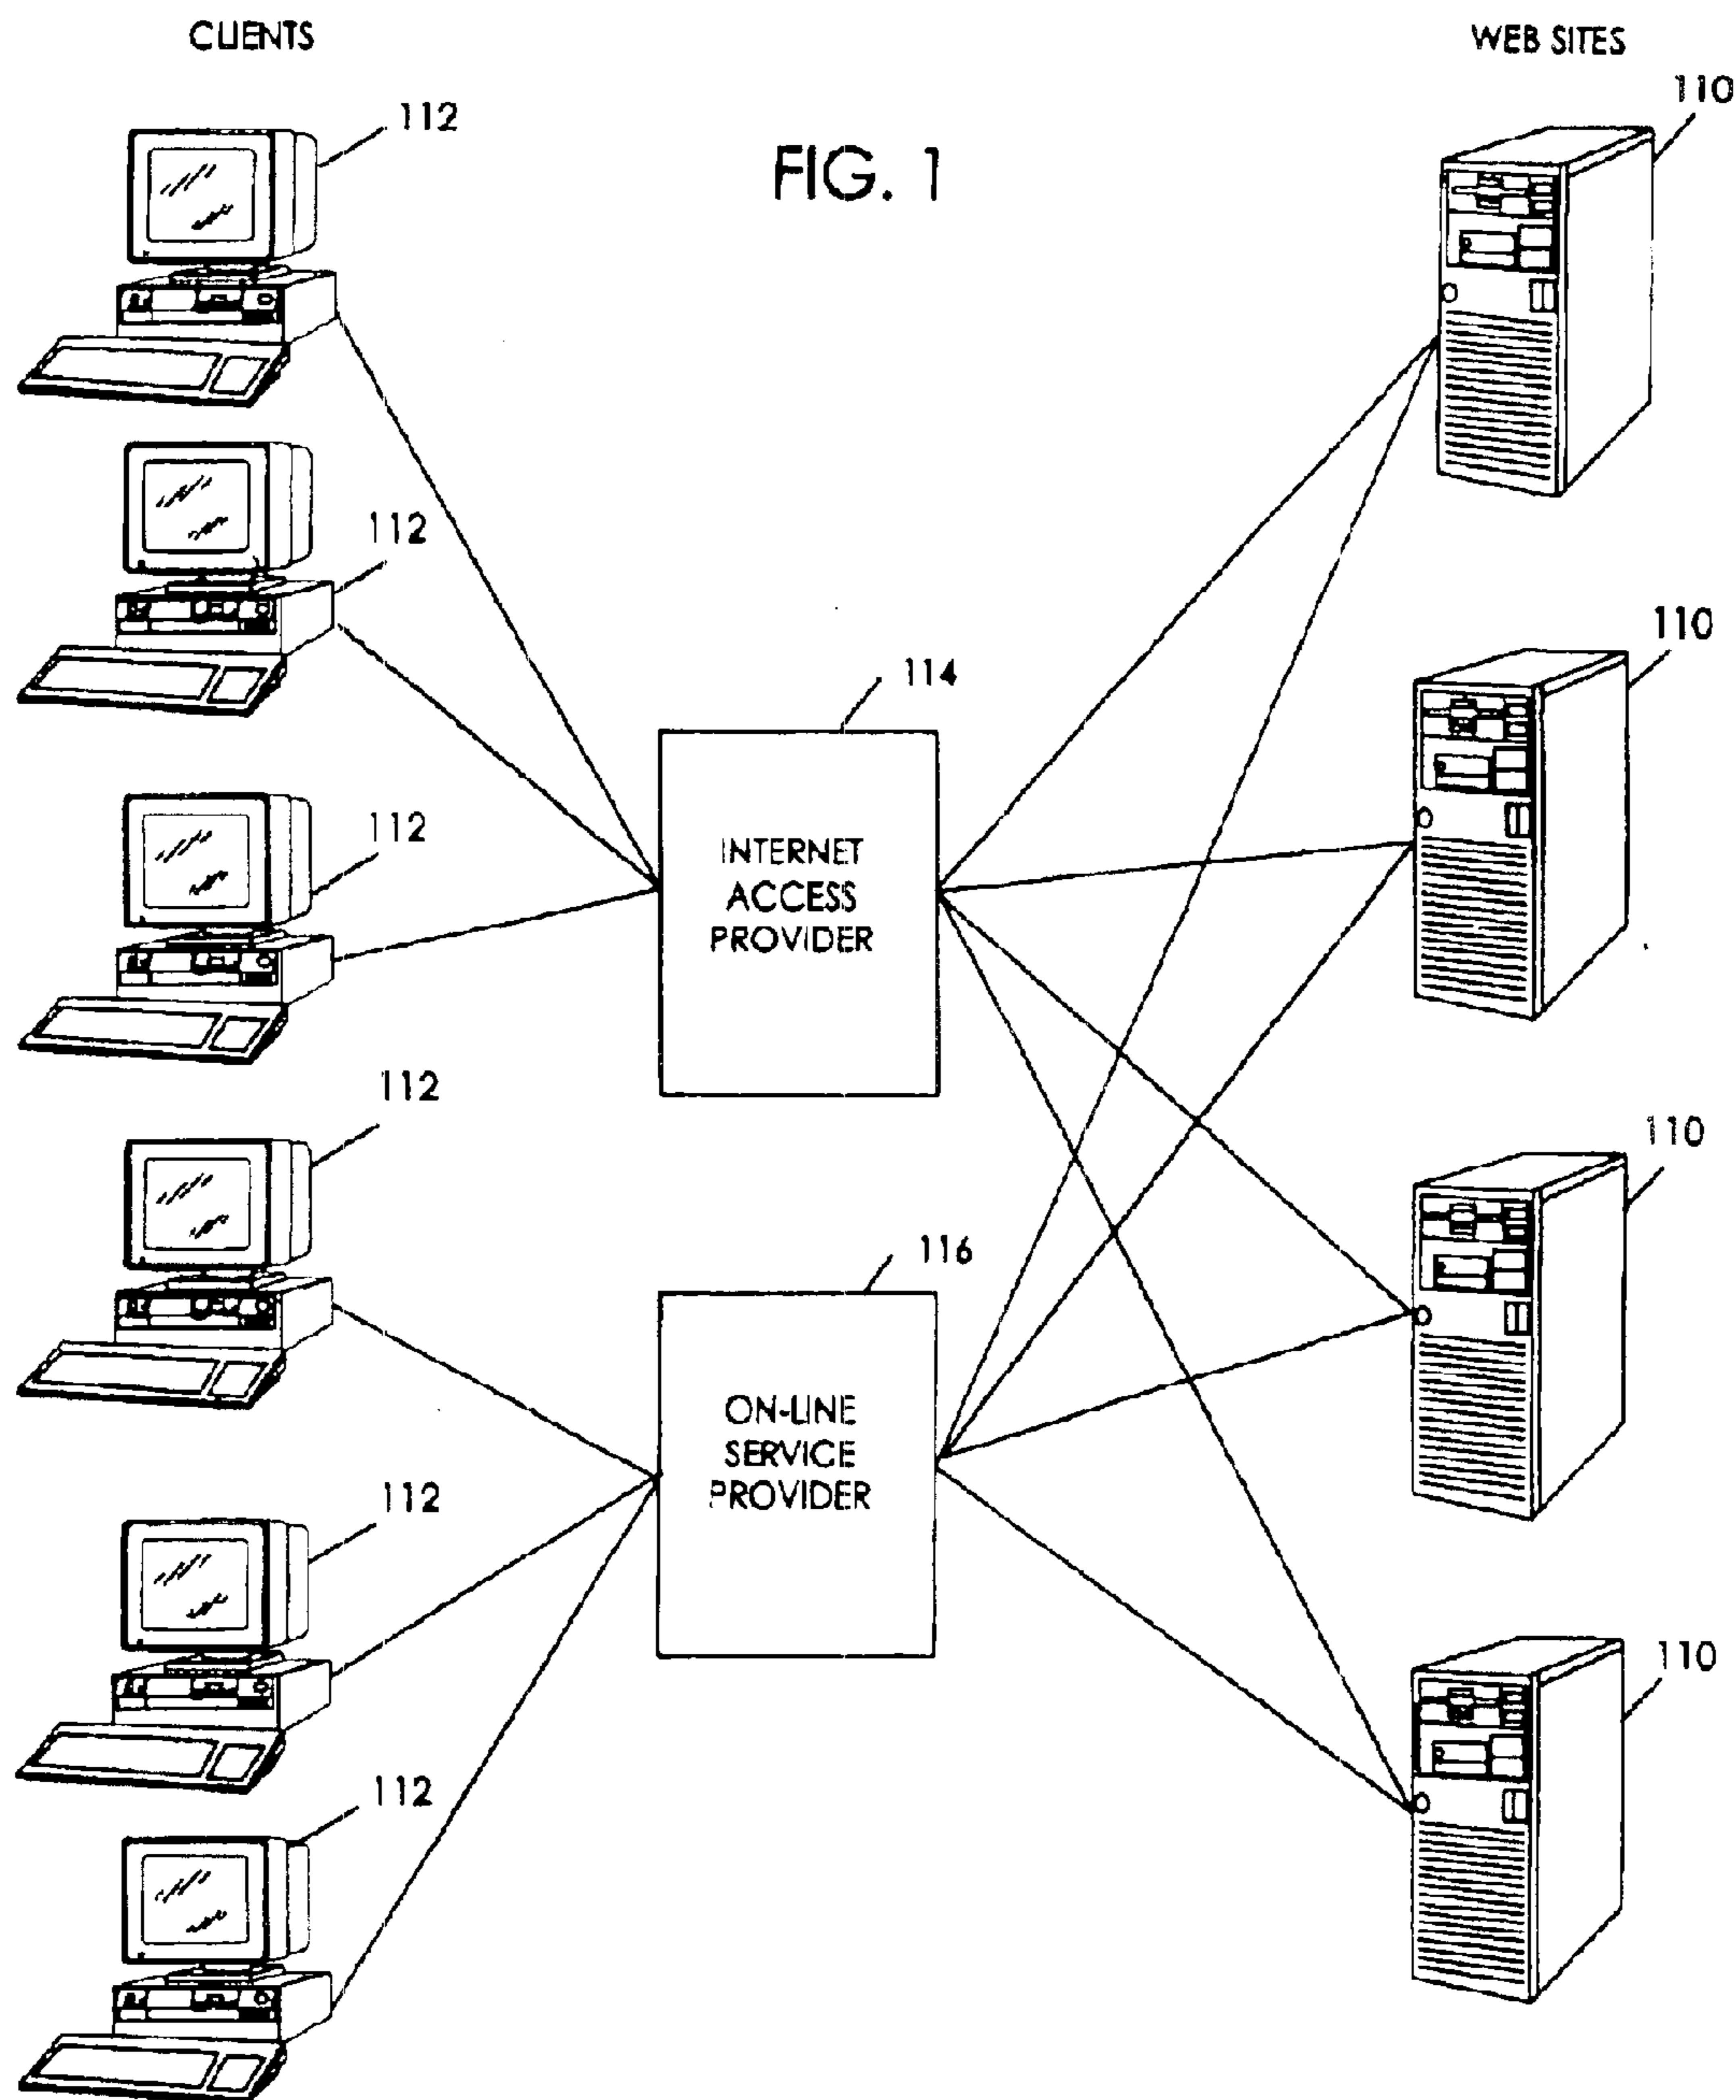 CLIENTS
WEB SITES
FIG. 1
112
110
112
110
114
112
INTERNET
ACCESS
PROVIDER
112
110
116
ON-LINE
SERVICE
PROVIDER
112
110
112